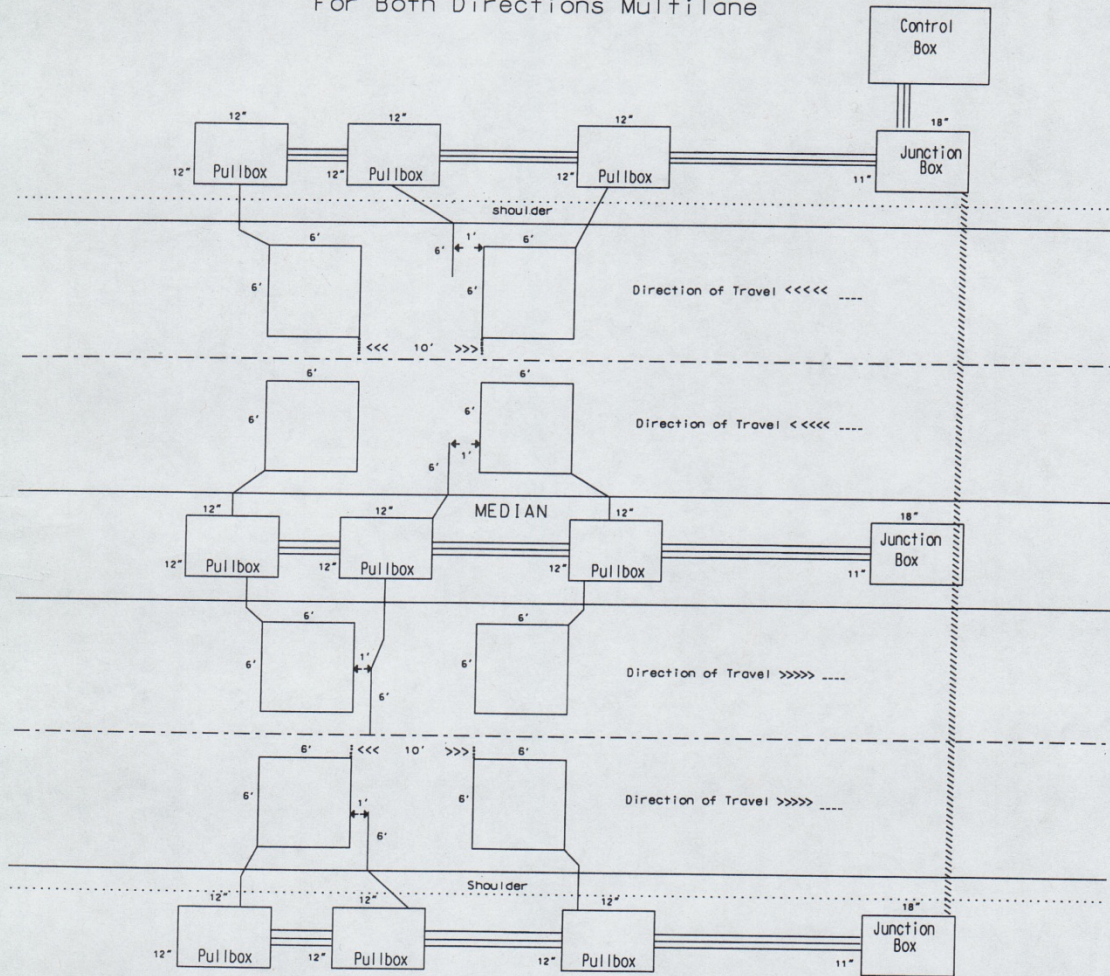 For Both Directions Multilane
Control
Box
12"
12"
12"
18"
12" Pullbox
12" Pullbox
12" Pullbox
11"
Junction
Box
shoulder
6'
6'
1'
6'
6'
6'
Direction of Travel <<<<< ----
<<< 10' >>>
6'
6'
6'
6'
Direction of Travel <<<<< ----
6'
1'
12"
12"
MEDIAN
12"
18"
Junction
Box
12" Pullbox
12" Pullbox
12" Pullbox
11"
6'
6'
6'
1'
6'
6'
Direction of Travel >>>>> ----
6'
<<< 10' >>>
6'
6'
1'
6'
6'
Direction of Travel >>>>> ----
Shoulder
12"
12"
12"
18"
Junction
Box
12" Pullbox
12" Pullbox
12" Pullbox
11"